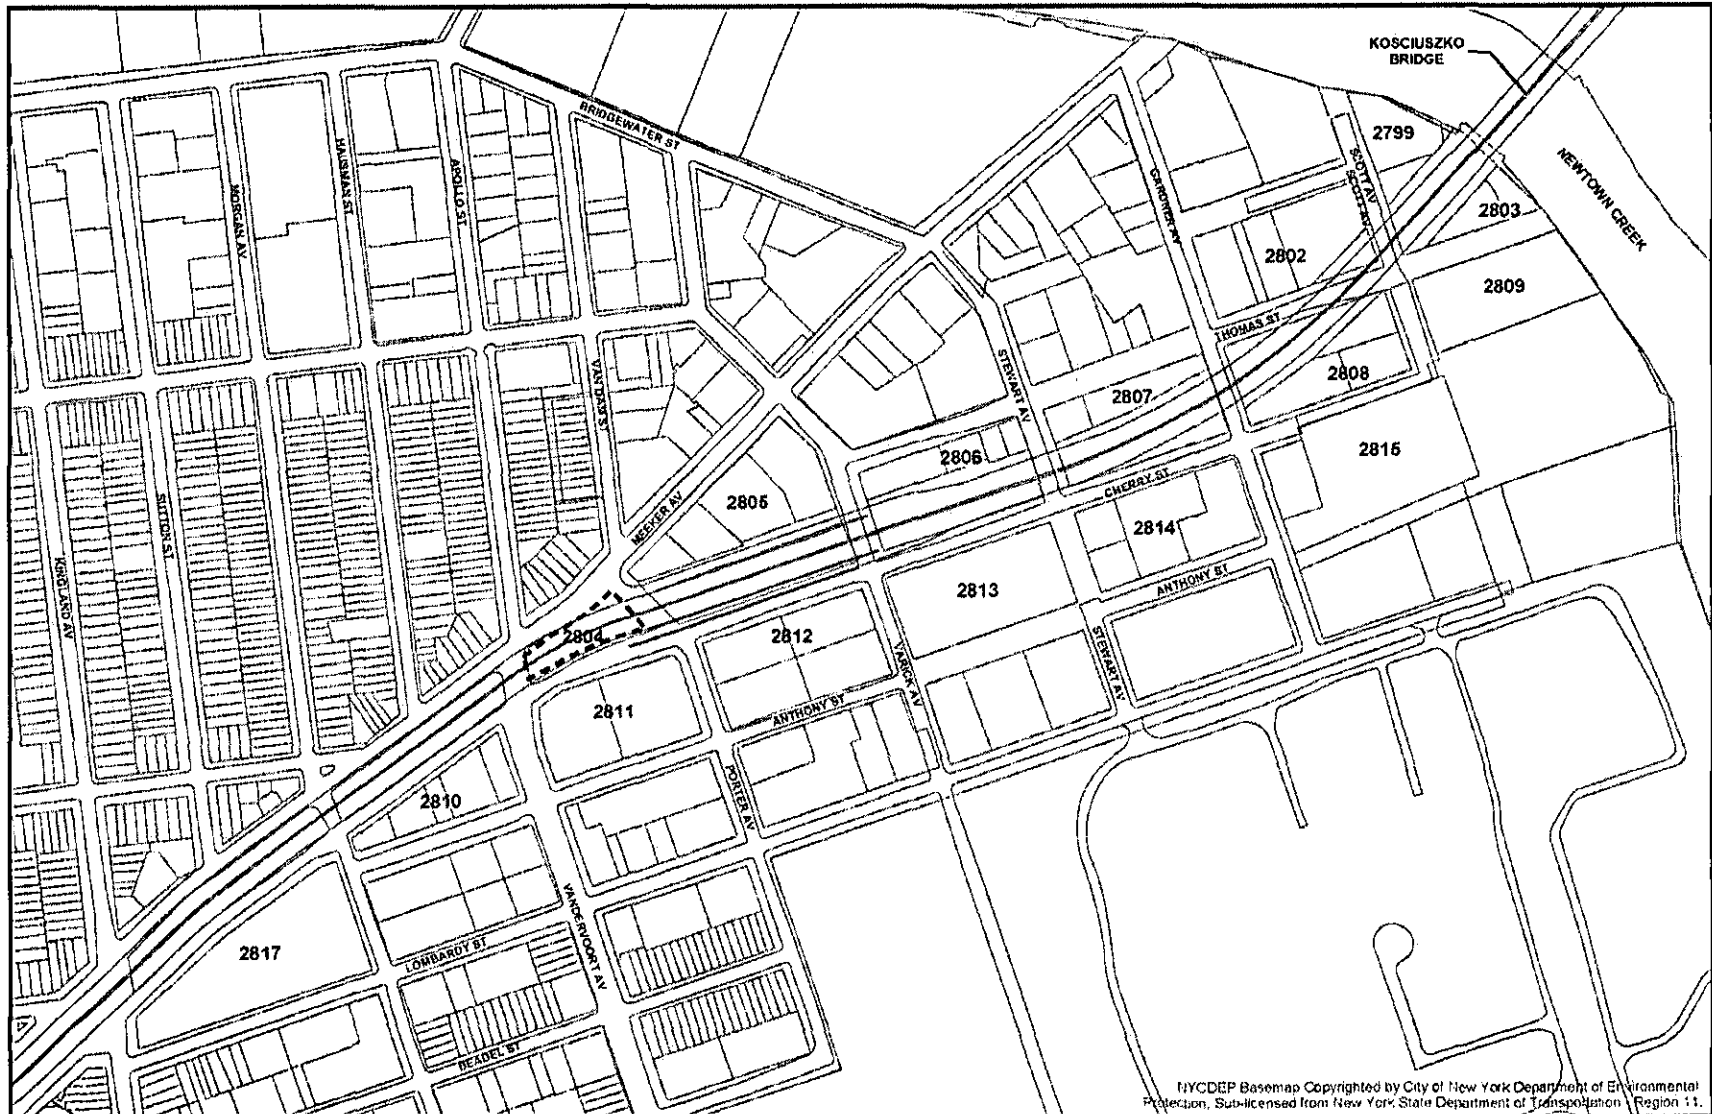 KOSCIUSZKO
BRIDGE
NEWTOWN CREEK
BRIDGEWATER ST
HAUSMAN ST
APOLLO ST
MORGAN AV
GARDNER AV
SCOTT AV
SCOTT AV
2799
2803
2802
2809
THOMAS ST
STEWART AV
VAN DAM ST
2808
2807
2806
2815
MEEKER AV
2805
CHERRY ST
2814
SUTTON ST
KINGSLAND AV
2813
ANTHONY ST
2804
2812
STEWART AV
VARICK AV
2811
ANTHONY ST
PORTER AV
2810
VANDERVOORT AV
2817
LOMBARDY ST
BEADEL ST
NYCDEP Basemap Copyrighted by City of New York Department of Environmental
Protection, Sub-licensed from New York State Department of Transportation - Region 11.